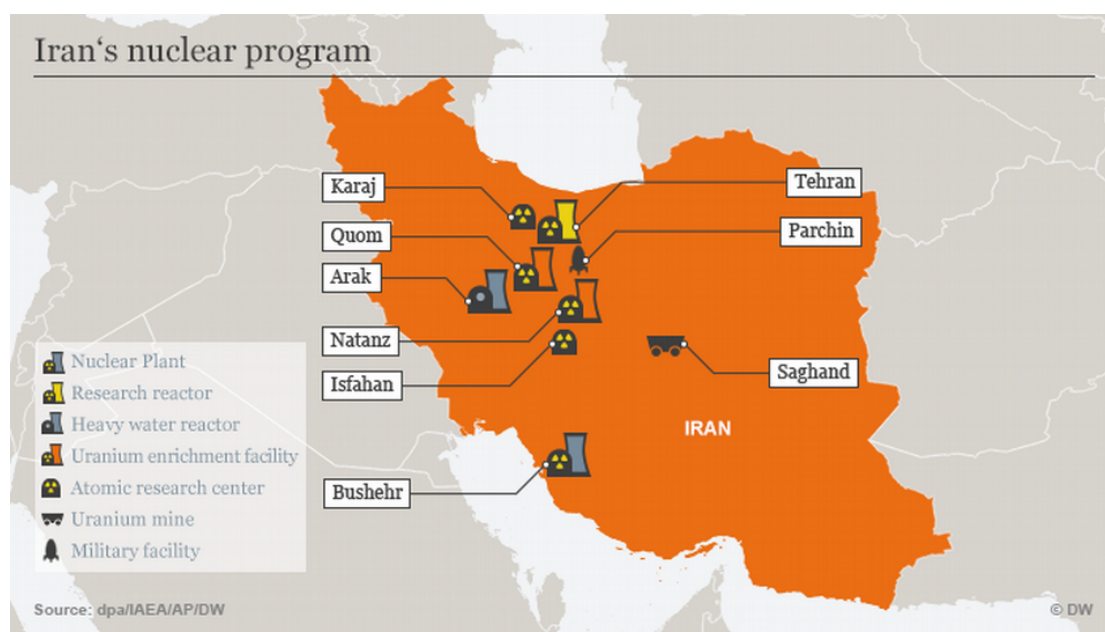 Iran‘s nuclear program
Karaj
Tehran
Quom
Parchin
Arak
Natanz
Isfahan
Saghand
IRAN
Bushehr
Nuclear Plant
Research reactor
Heavy water reactor
Uranium enrichment facility
Atomic research center
Uranium mine
Military facility
Source: dpa/IAEA/AP/DW
© DW